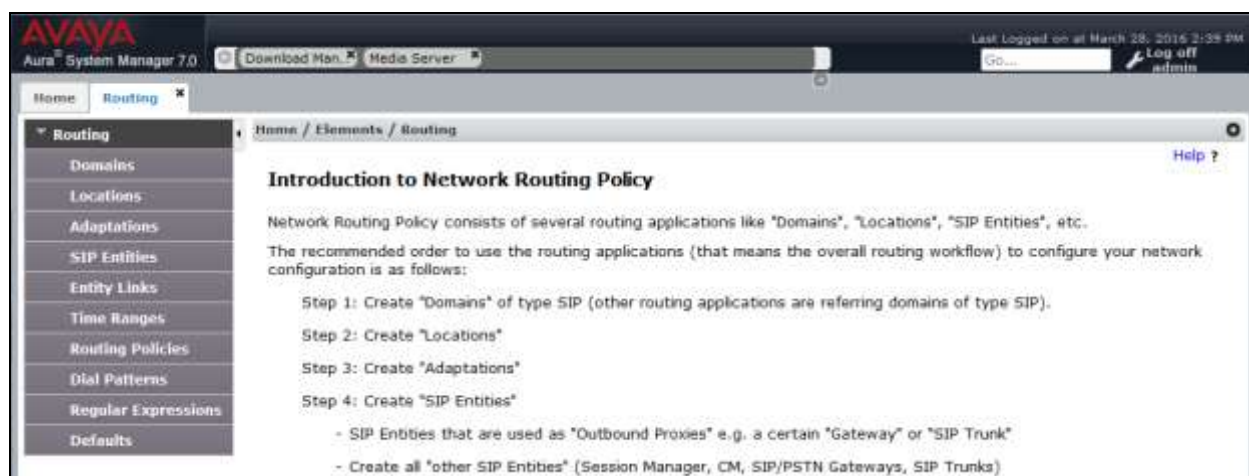 AVAYA
Last Logged on at March 28, 2016 2:39 PM
Aura® System Manager 7.0
Download Man..
Media Server
Go...
Log off admin
Home
Routing
Routing
Domains
Locations
Adaptations
SIP Entities
Entity Links
Time Ranges
Routing Policies
Dial Patterns
Regular Expressions
Defaults
Home / Elements / Routing
Help ?
Introduction to Network Routing Policy
Network Routing Policy consists of several routing applications like "Domains", "Locations", "SIP Entities", etc.
The recommended order to use the routing applications (that means the overall routing workflow) to configure your network
configuration is as follows:
Step 1: Create "Domains" of type SIP (other routing applications are referring domains of type SIP).
Step 2: Create "Locations"
Step 3: Create "Adaptations"
Step 4: Create "SIP Entities"
- SIP Entities that are used as "Outbound Proxies" e.g. a certain "Gateway" or "SIP Trunk"
- Create all "other SIP Entities" (Session Manager, CM, SIP/PSTN Gateways, SIP Trunks)